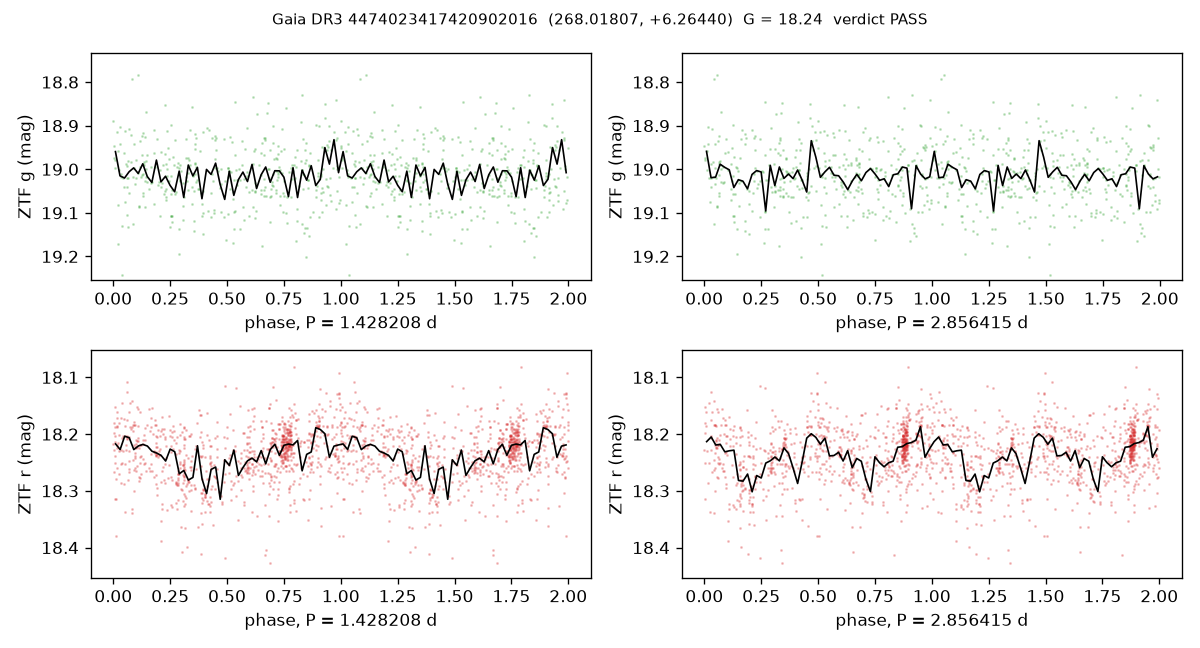 Gaia DR3 4474023417420902016 (268.01807, +6.26440) G = 18.24 verdict PASS
ZTF g (mag)
18.8
18.9
19.0
19.1
19.2
0.00 0.25 0.50 0.75 1.00 1.25 1.50 1.75 2.00
phase, P = 1.428208 d
ZTF g (mag)
18.8
18.9
19.0
19.1
19.2
0.00 0.25 0.50 0.75 1.00 1.25 1.50 1.75 2.00
phase, P = 2.856415 d
ZTF r (mag)
18.1
18.2
18.3
18.4
0.00 0.25 0.50 0.75 1.00 1.25 1.50 1.75 2.00
phase, P = 1.428208 d
ZTF r (mag)
18.1
18.2
18.3
18.4
0.00 0.25 0.50 0.75 1.00 1.25 1.50 1.75 2.00
phase, P = 2.856415 d